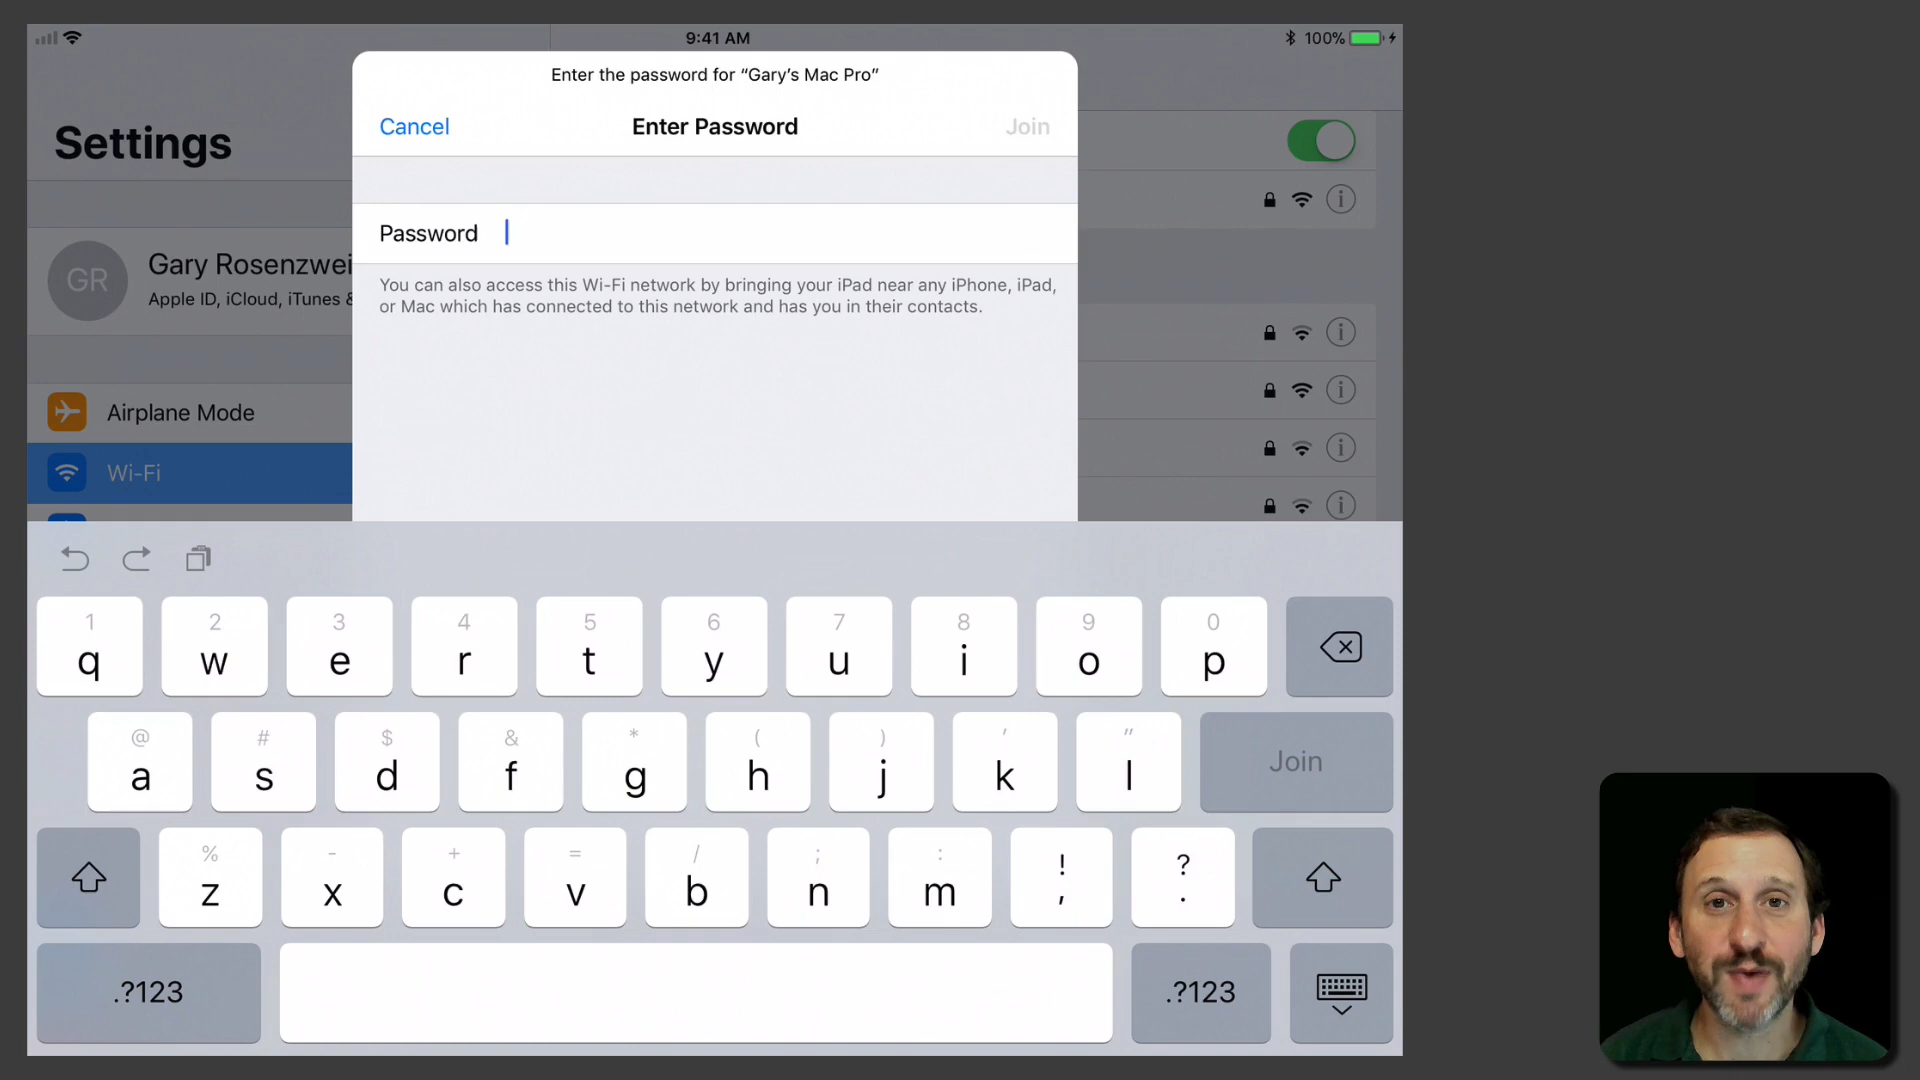 9:41 AM
100%
Enter the password for “Gary’s Mac Pro”
Cancel
Enter Password
Join
Settings
Password
You can also access this Wi-Fi network by bringing your iPad near any iPhone, iPad,
or Mac which has connected to this network and has you in their contacts.
GR
Gary Rosenzwei
Apple ID, iCloud, iTunes &
Airplane Mode
Wi-Fi
1 2 3 4 5 6 7 8 9 0
q w e r t y u i o p
@ # $ & * ( ) ' "
a s d f g h j k l Join
% - + = / ; : ! ?
z x c v b n m , .
.?123 .?123